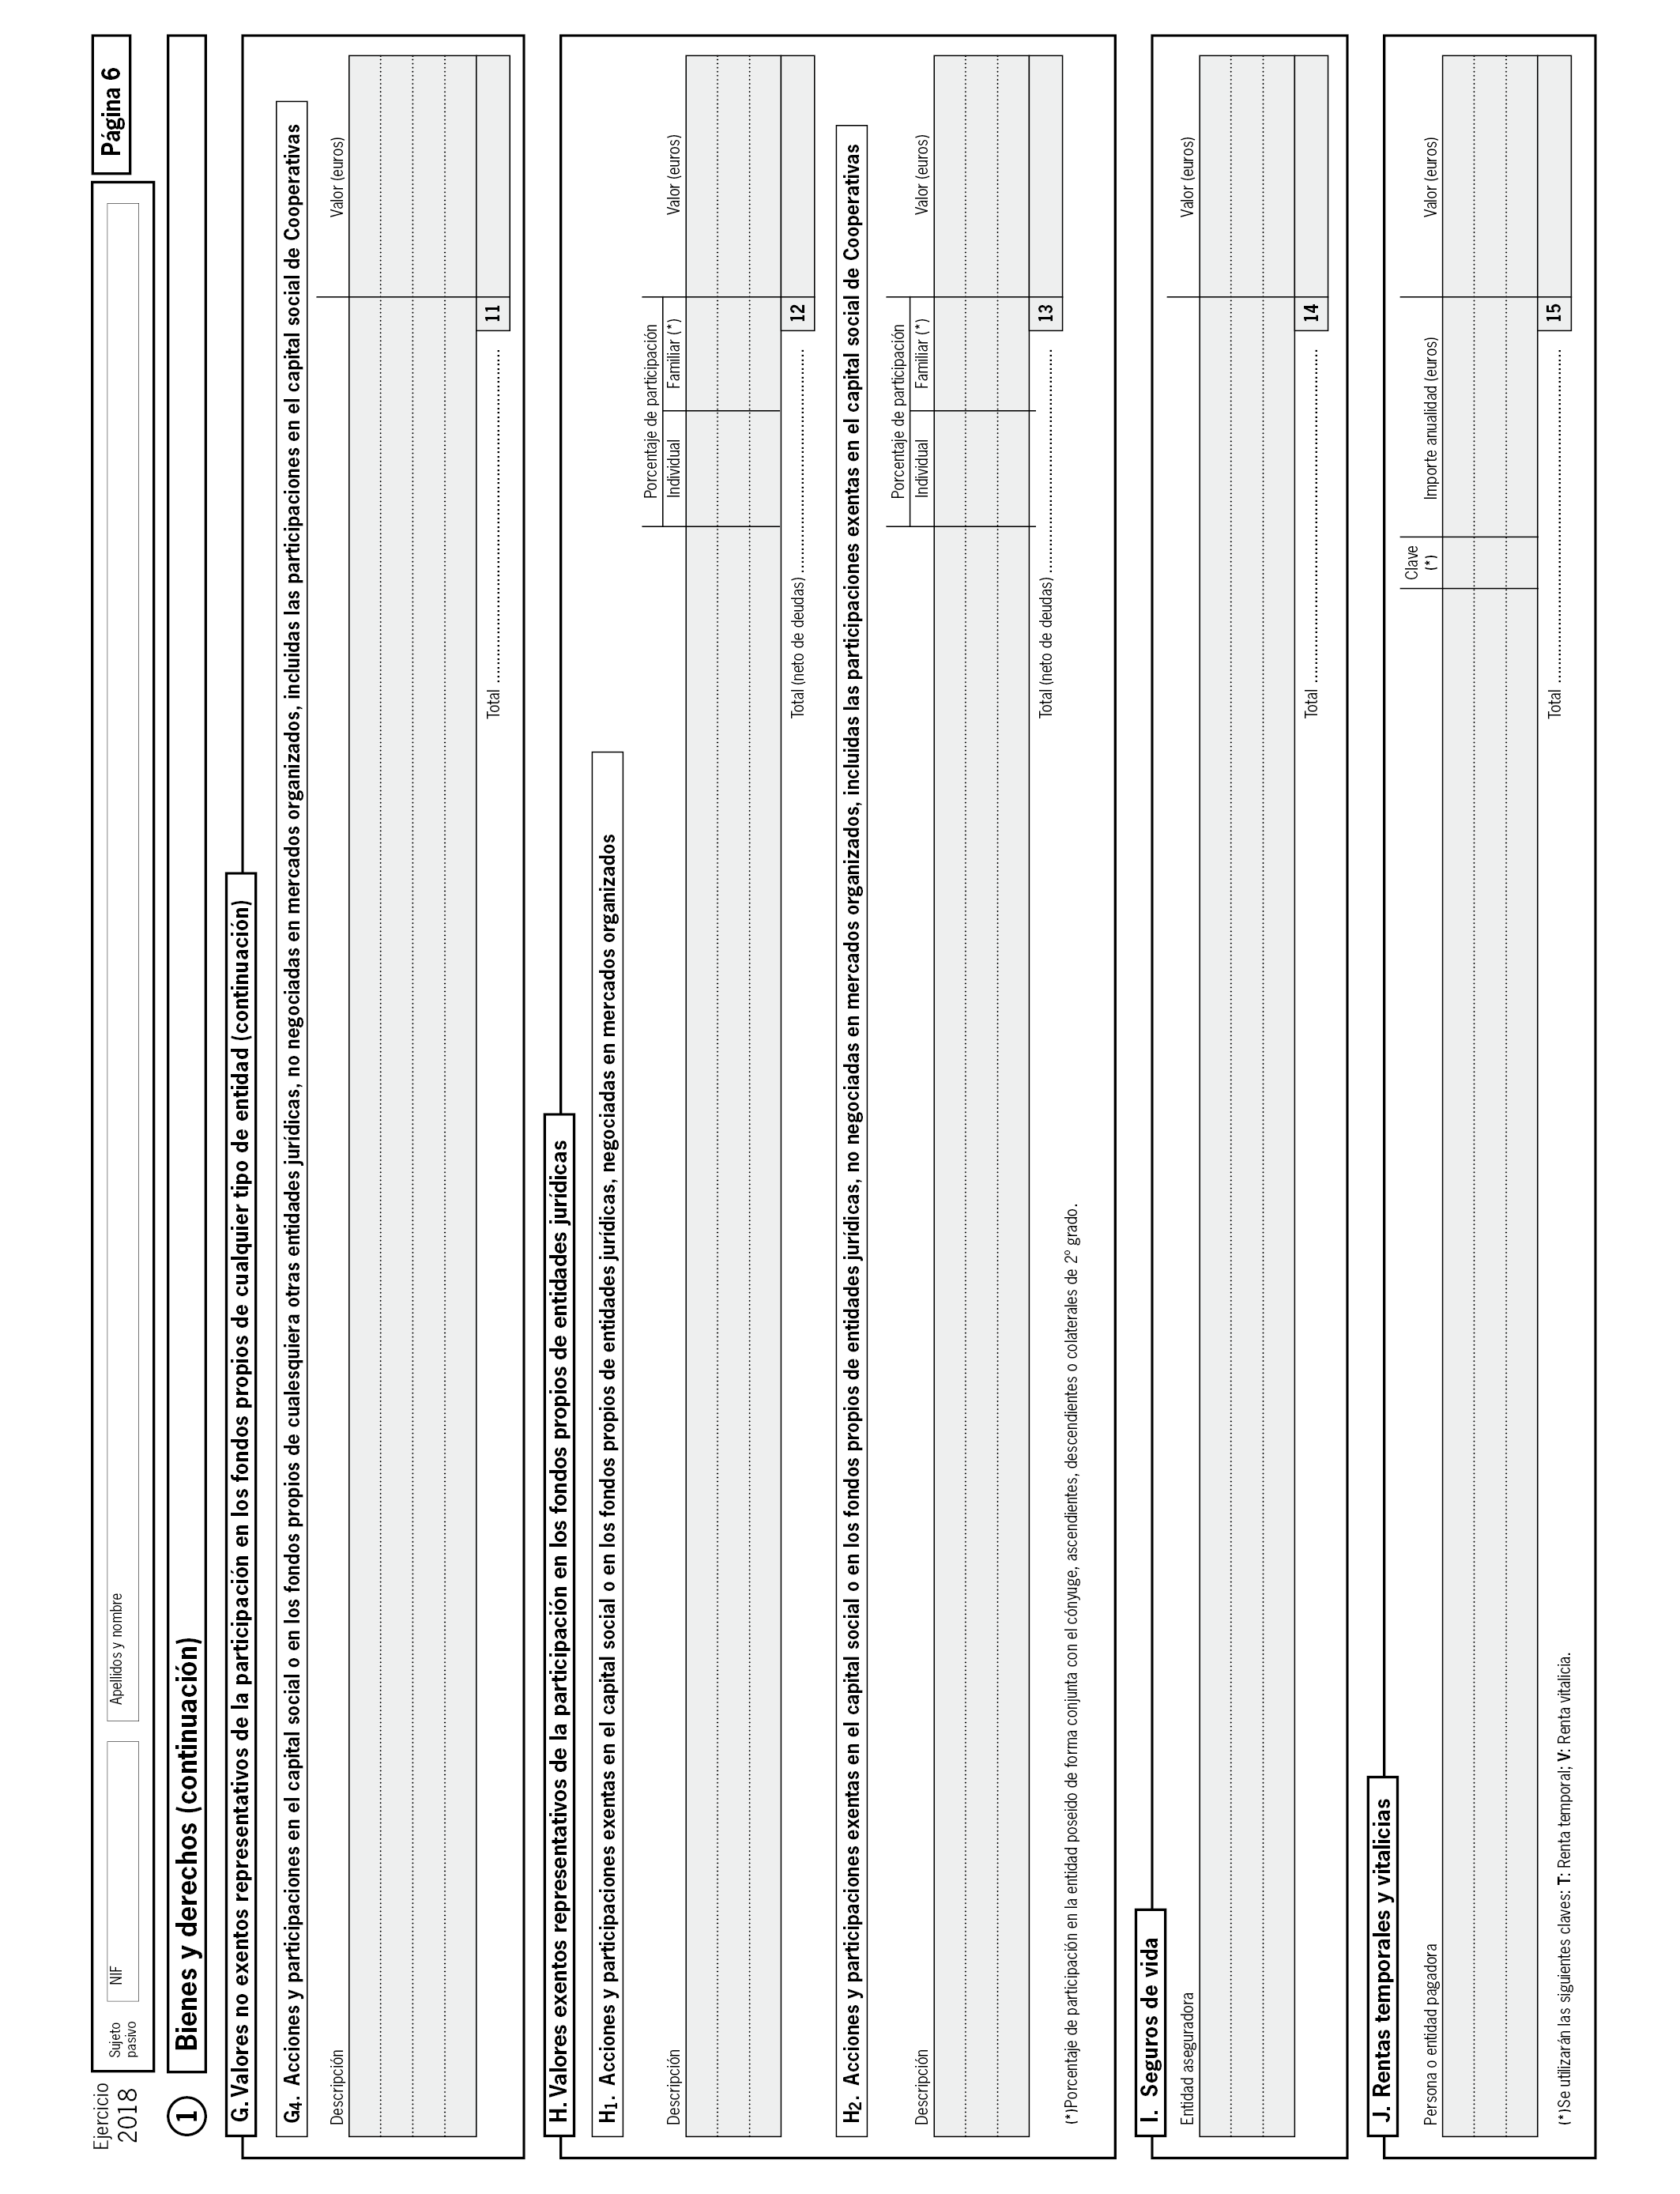 Ejercicio
2018
Sujeto
pasivo
NIF
Apellidos y nombre
Página 6
1
Bienes y derechos (continuación)
G. Valores no exentos representativos de la participación en los fondos propios de cualquier tipo de entidad (continuación)
G4. Acciones y participaciones en el capital social o en los fondos propios de cualesquiera otras entidades jurídicas, no negociadas en mercados organizados, incluidas las participaciones en el capital social de Cooperativas
Descripción
Valor (euros)
Total
11
H. Valores exentos representativos de la participación en los fondos propios de entidades jurídicas
H1. Acciones y participaciones exentas en el capital social o en los fondos propios de entidades jurídicas, negociadas en mercados organizados
Porcentaje de participación
Descripción
Individual
Familiar (*)
Valor (euros)
Total (neto de deudas)
12
H2. Acciones y participaciones exentas en el capital social o en los fondos propios de entidades jurídicas, no negociadas en mercados organizados, incluidas las participaciones exentas en el capital social de Cooperativas
Porcentaje de participación
Descripción
Individual
Familiar (*)
Valor (euros)
Total (neto de deudas)
13
(*)Porcentaje de participación en la entidad poseido de forma conjunta con el cónyuge, ascendientes, descendientes o colaterales de 2º grado.
I. Seguros de vida
Entidad aseguradora
Valor (euros)
Total
14
J. Rentas temporales y vitalicias
Persona o entidad pagadora
Clave
(*)
Importe anualidad (euros)
Valor (euros)
Total
15
(*)Se utilizarán las siguientes claves: T: Renta temporal; V: Renta vitalicia.